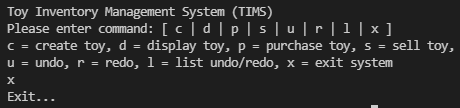 Toy Inventory Management System (TIMS)
Please enter command: [ c | d | p | s | u | r | l | x ]
c = create toy, d = display toy, p = purchase toy, s = sell toy,
u = undo, r = redo, l = list undo/redo, x = exit system
x
Exit...